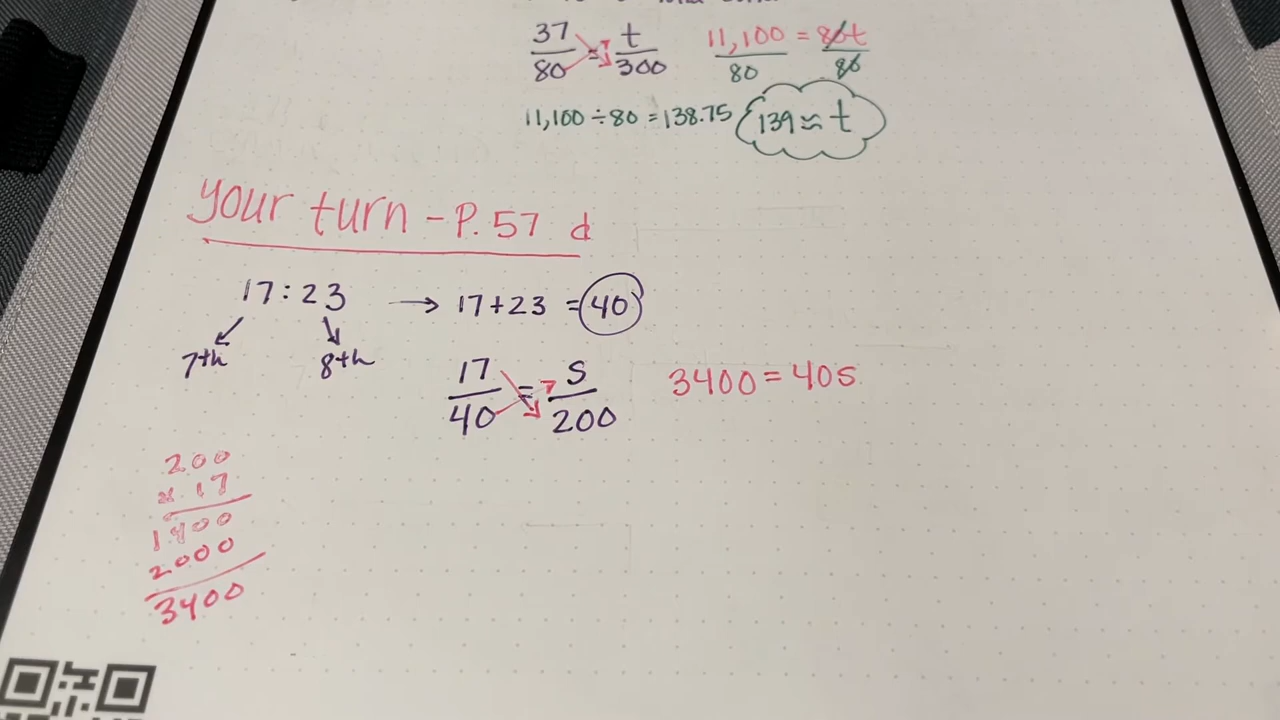 37/80 = t/300 11,100/80 = 80t/80
11,100 ÷ 80 = 138.75 139 ≈ t
your turn - P. 57 d
17 : 23 → 17 + 23 = 40
7th 8th
17/40 = s/200 3400 = 40s
200
x 17
1400
2000
3400